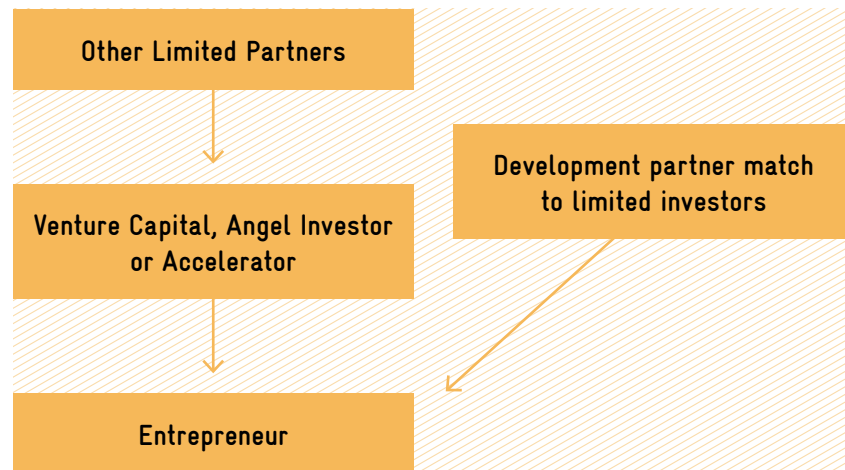 Other Limited Partners
Development partner match
to limited investors
Venture Capital, Angel Investor
or Accelerator
Entrepreneur